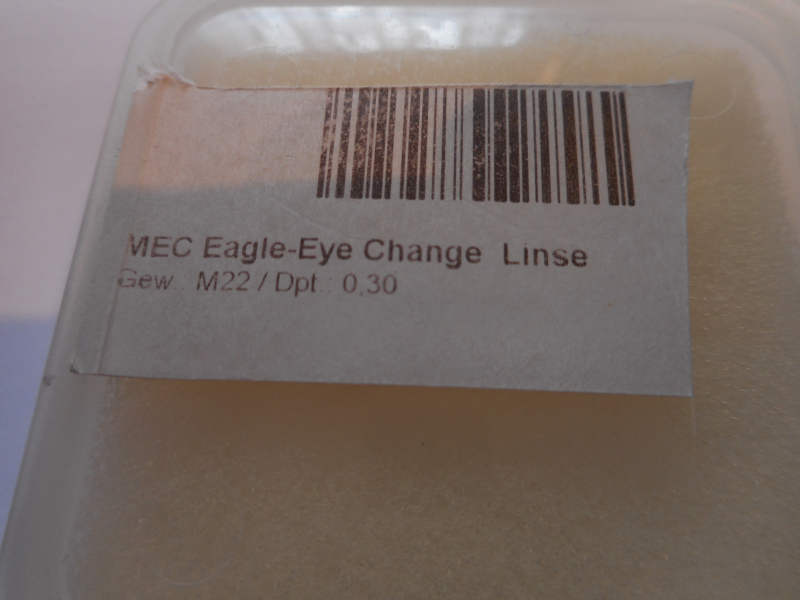 MEC Eagle-Eye Change Linse
Gew.: M22 / Dpt.: 0,30